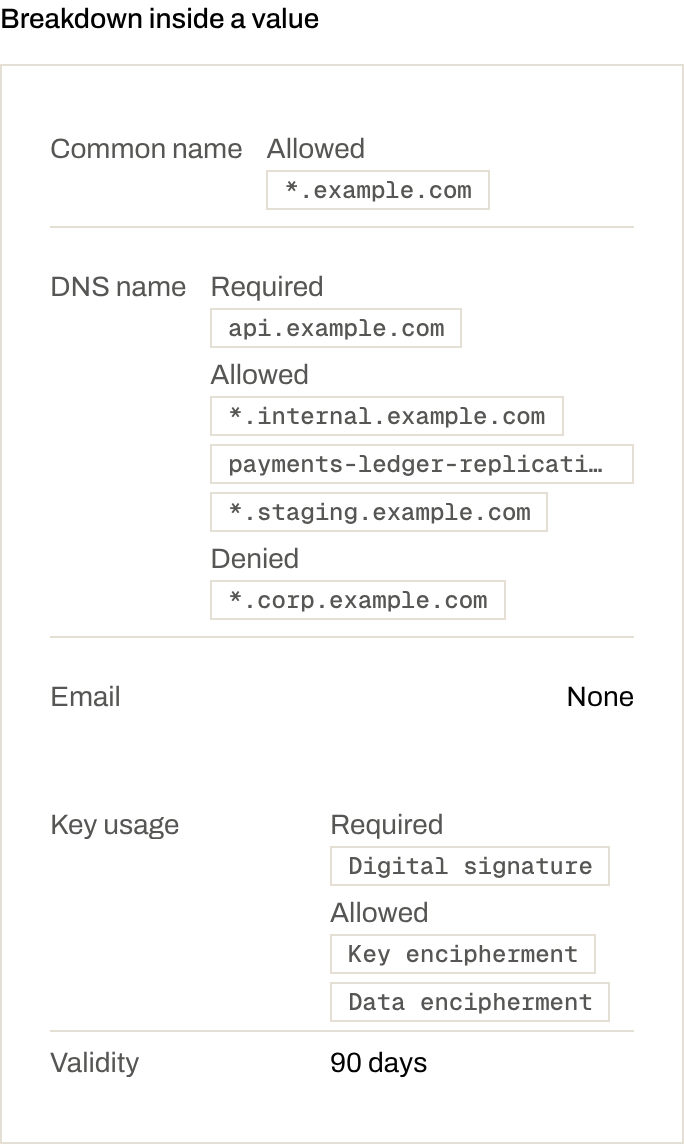 Breakdown inside a value
Common name Allowed
*.example.com
DNS name Required
api.example.com
Allowed
*.internal.example.com
payments-ledger-replicati…
*.staging.example.com
Denied
*.corp.example.com
Email None
Key usage Required
Digital signature
Allowed
Key encipherment
Data encipherment
Validity 90 days